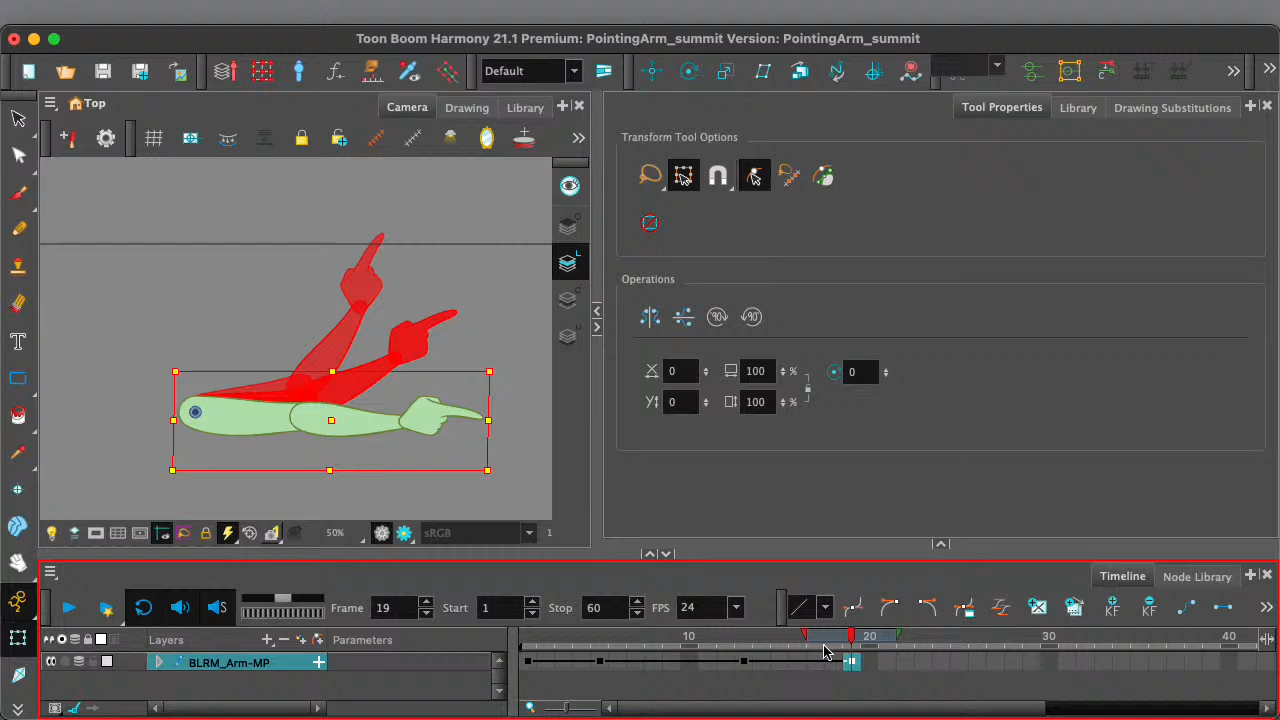 Toon Boom Harmony 21.1 Premium: PointingArm_summit Version: PointingArm_summit
Default
Top
Camera
Drawing
Library
Tool Properties
Library
Drawing Substitutions
Transform Tool Options
Operations
90
90
X
0
100
%
0
Y
0
100
%
50%
sRGB
1
Timeline
Node Library
Frame
19
Start
1
Stop
60
FPS
24
KF
KF
Layers
Parameters
10
20
30
40
BLRM_Arm-MP